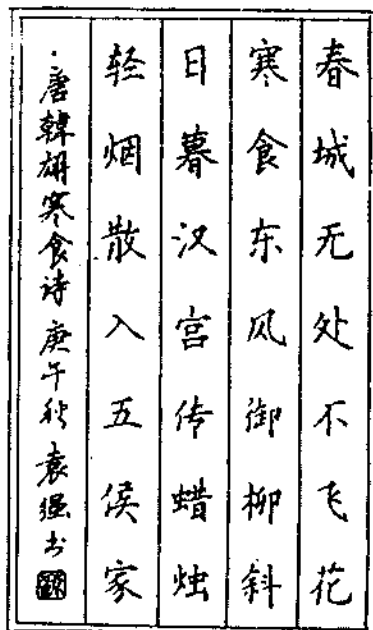 春城无处不飞花
寒食东风御柳斜
日暮汉宫传蜡烛
轻烟散入五侯家
·唐韩翃寒食诗 庚午秋 袁强书